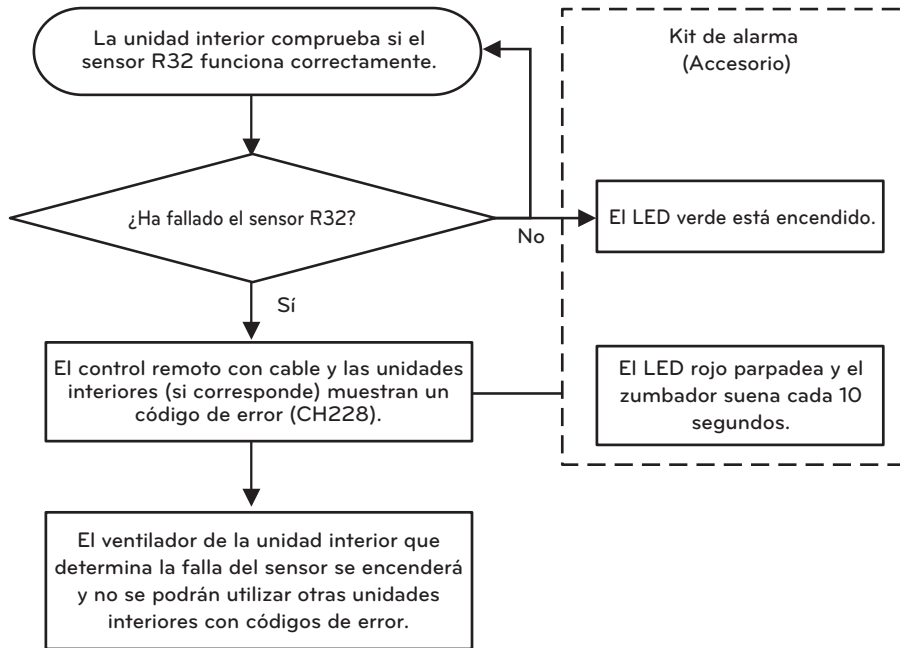 La unidad interior comprueba si el
sensor R32 funciona correctamente.
Kit de alarma
(Accesorio)
¿Ha fallado el sensor R32?
No
El LED verde está encendido.
Sí
El control remoto con cable y las unidades
interiores (si corresponde) muestran un
código de error (CH228).
El LED rojo parpadea y el
zumbador suena cada 10
segundos.
El ventilador de la unidad interior que
determina la falla del sensor se encenderá
y no se podrán utilizar otras unidades
interiores con códigos de error.